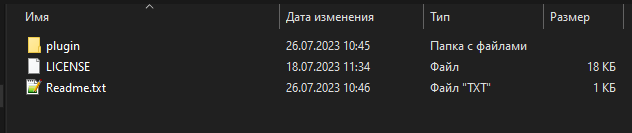 Имя Дата изменения Тип Размер
plugin 26.07.2023 10:45 Папка с файлами
LICENSE 18.07.2023 11:34 Файл 18 КБ
Readme.txt 26.07.2023 10:46 Файл "TXT" 1 КБ